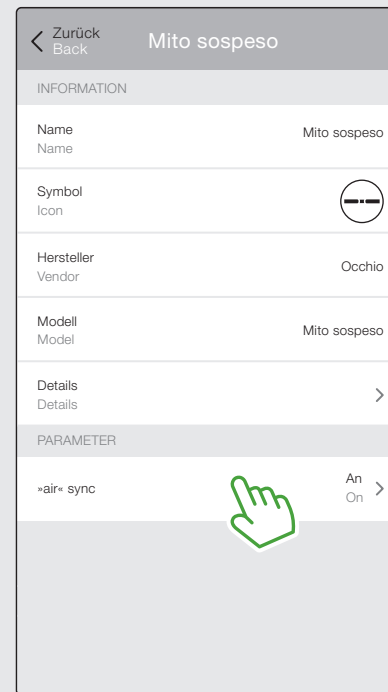 Zurück
Back
Mito sospeso
INFORMATION
Name
Name
Mito sospeso
Symbol
Icon
Hersteller
Vendor
Occhio
Modell
Model
Mito sospeso
Details
Details
PARAMETER
»air« sync
An
On